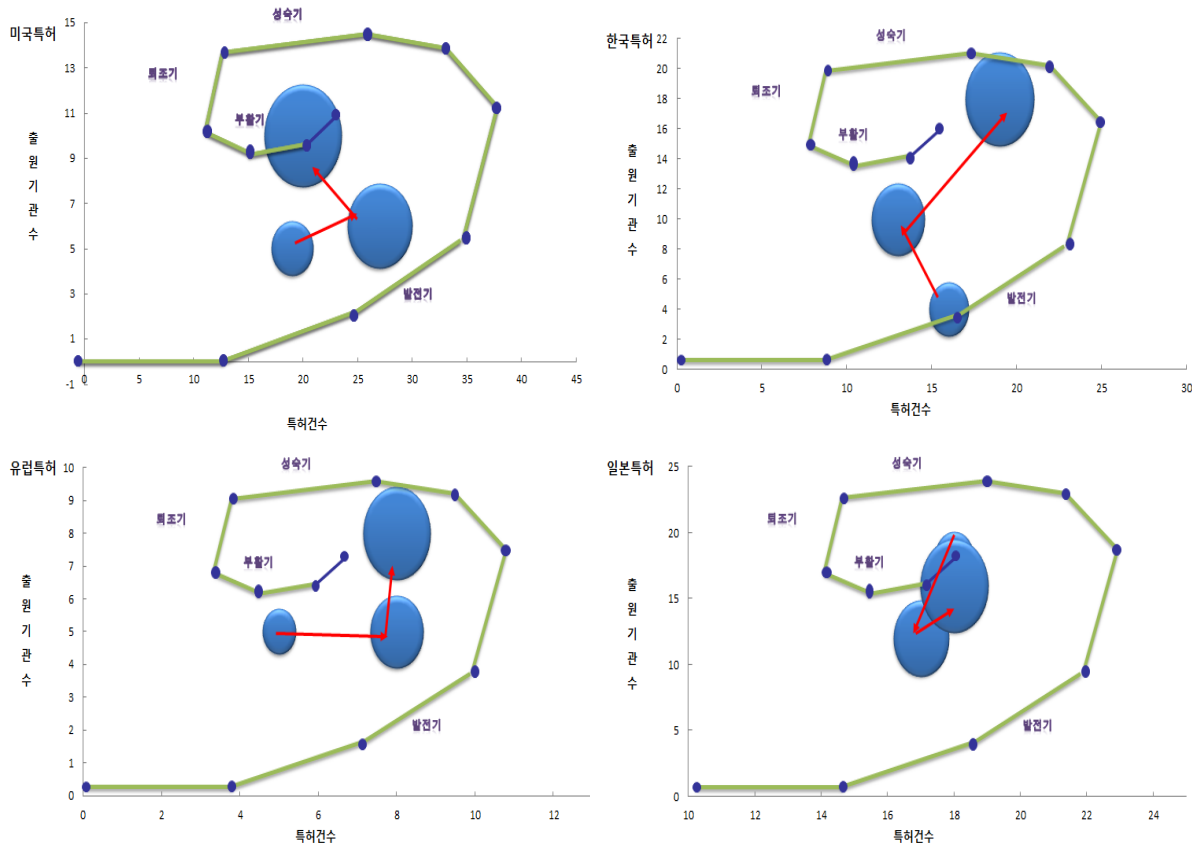 미국특허
성숙기
퇴조기
부활기
발전기
출원기관수
15
13
11
9
7
5
3
1
-1
0 5 10 15 20 25 30 35 40 45
특허건수
한국특허
성숙기
퇴조기
부활기
발전기
출원기관수
22
20
18
16
14
12
10
8
6
4
2
0
0 5 10 15 20 25 30
특허건수
유럽특허
성숙기
퇴조기
부활기
발전기
출원기관수
10
9
8
7
6
5
4
3
2
1
0
0 2 4 6 8 10 12
특허건수
일본특허
성숙기
퇴조기
부활기
발전기
출원기관수
25
20
15
10
5
0
10 12 14 16 18 20 22 24
특허건수